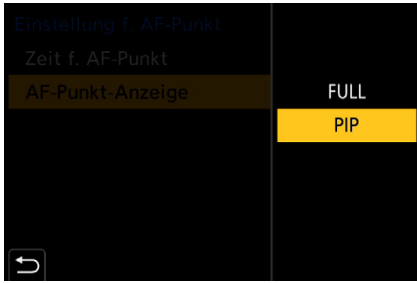 Einstellung f. AF-Punkt
Zeit f. AF-Punkt
AF-Punkt-Anzeige
FULL
PIP